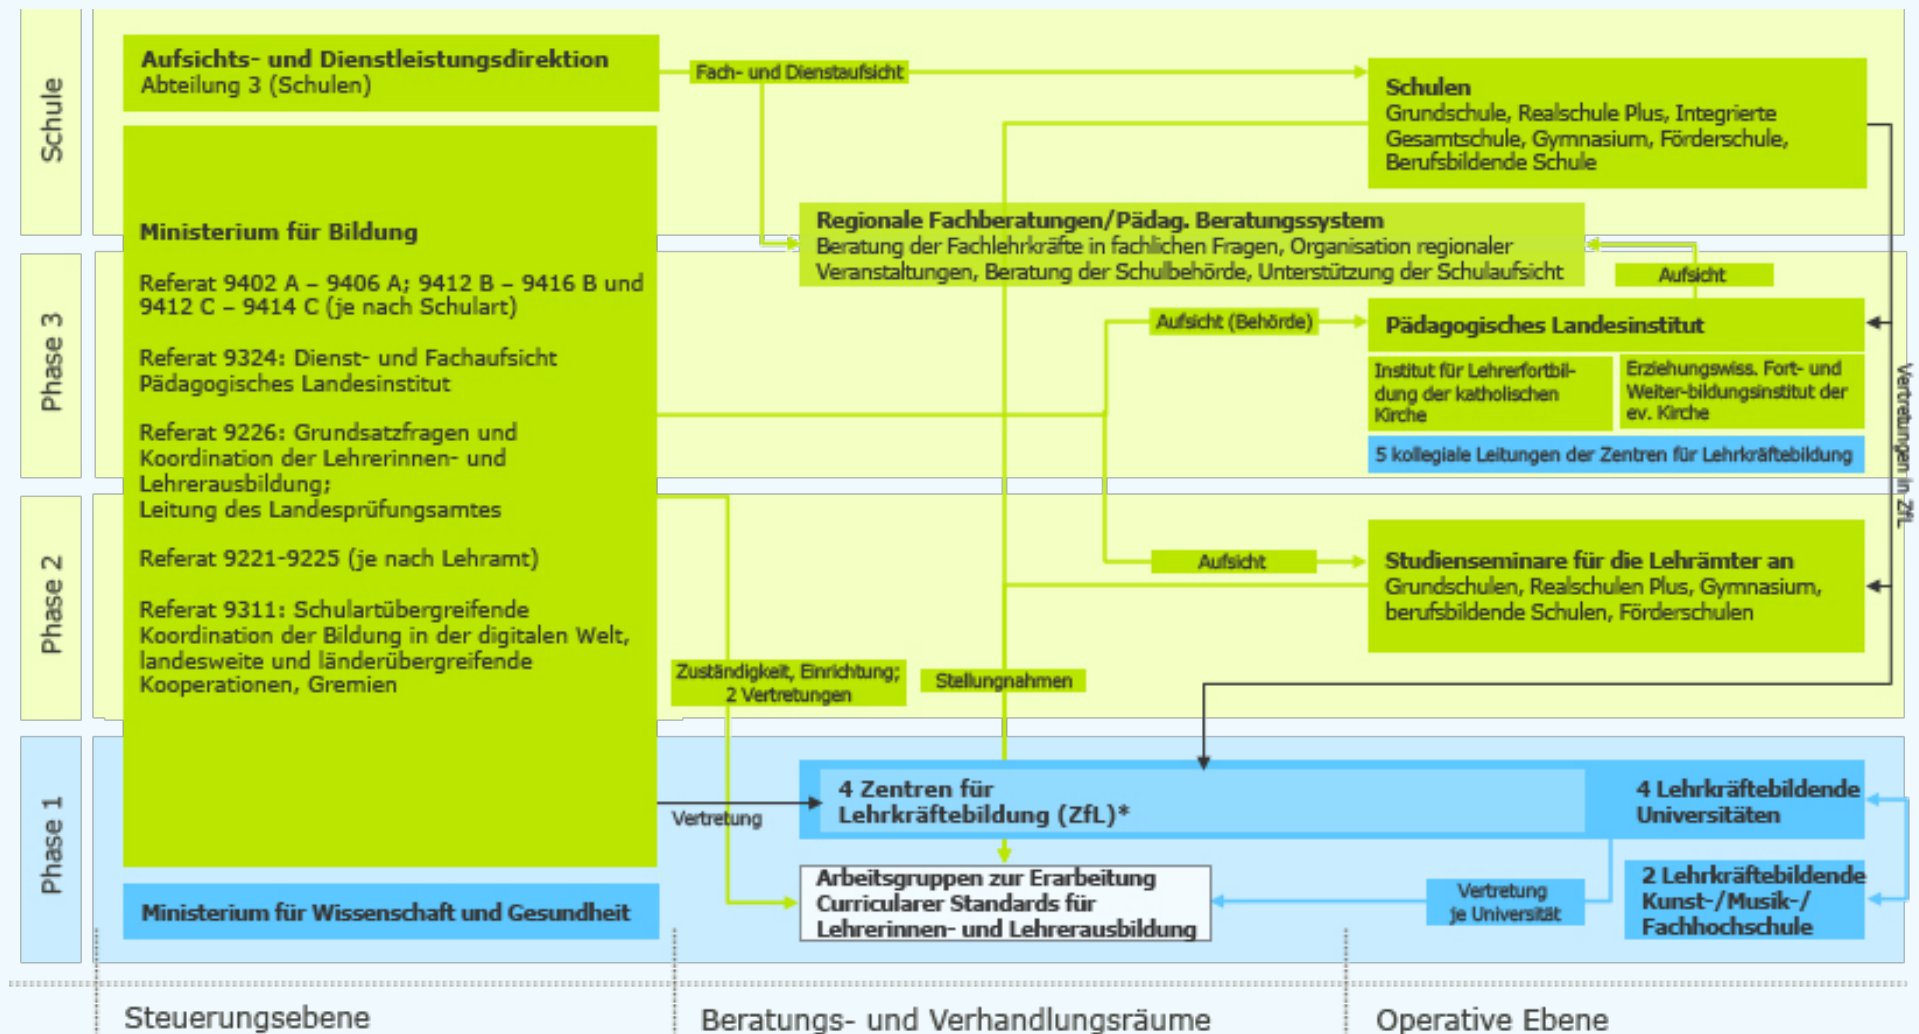 Schule
Aufsichts- und Dienstleistungsdirektion
Abteilung 3 (Schulen)
Fach- und Dienstaufsicht
Schulen
Grundschule, Realschule Plus, Integrierte
Gesamtschule, Gymnasium, Förderschule,
Berufsbildende Schule
Ministerium für Bildung
Referat 9402 A – 9406 A; 9412 B – 9416 B und
9412 C – 9414 C (je nach Schulart)
Referat 9324: Dienst- und Fachaufsicht
Pädagogisches Landesinstitut
Referat 9226: Grundsatzfragen und
Koordination der Lehrerinnen- und
Lehrerausbildung;
Leitung des Landesprüfungsamtes
Referat 9221-9225 (je nach Lehramt)
Referat 9311: Schulartübergreifende
Koordination der Bildung in der digitalen Welt,
landesweite und länderübergreifende
Kooperationen, Gremien
Regionale Fachberatungen/Pädag. Beratungssystem
Beratung der Fachlehrkräfte in fachlichen Fragen, Organisation regionaler
Veranstaltungen, Beratung der Schulbehörde, Unterstützung der Schulaufsicht
Aufsicht
Phase 3
Aufsicht (Behörde)
Pädagogisches Landesinstitut
Institut für Lehrerfortbil-
dung der katholischen
Kirche
Erziehungswiss. Fort- und
Weiter-bildungsinstitut der
ev. Kirche
5 kollegiale Leitungen der Zentren für Lehrkräftebildung
Vertretungen in ZfL
Phase 2
Aufsicht
Studienseminare für die Lehrämter an
Grundschulen, Realschulen Plus, Gymnasium,
berufsbildende Schulen, Förderschulen
Zuständigkeit, Einrichtung;
2 Vertretungen
Stellungnahmen
Phase 1
Vertretung
4 Zentren für
Lehrkräftebildung (ZfL)*
4 Lehrkräftebildende
Universitäten
Ministerium für Wissenschaft und Gesundheit
Arbeitsgruppen zur Erarbeitung
Curricularer Standards für
Lehrerinnen- und Lehrerausbildung
Vertretung
je Universität
2 Lehrkräftebildende
Kunst-/Musik-/
Fachhochschule
Steuerungsebene
Beratungs- und Verhandlungsräume
Operative Ebene